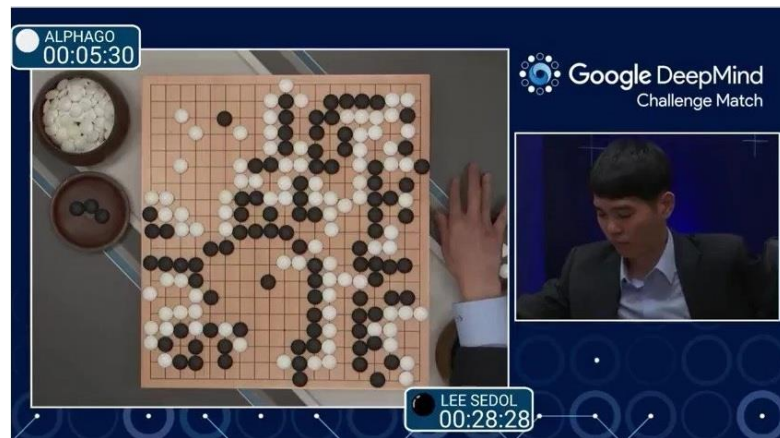 ALPHAGO
00:05:30
Google DeepMind
Challenge Match
LEE SEDOL
00:28:28